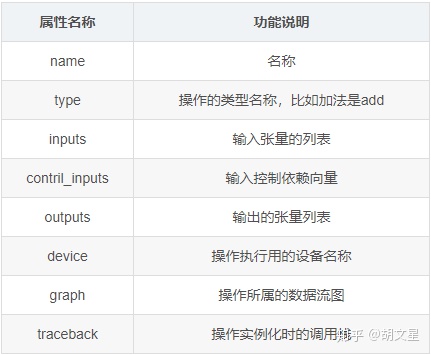 属性名称 功能说明
name 名称
type 操作的类型名称，比如加法是add
inputs 输入张量的列表
contril_inputs 输入控制依赖向量
outputs 输出的张量列表
device 操作执行用的设备名称
graph 操作所属的数据流图
traceback 操作实例化时的调用
知乎 @胡文星